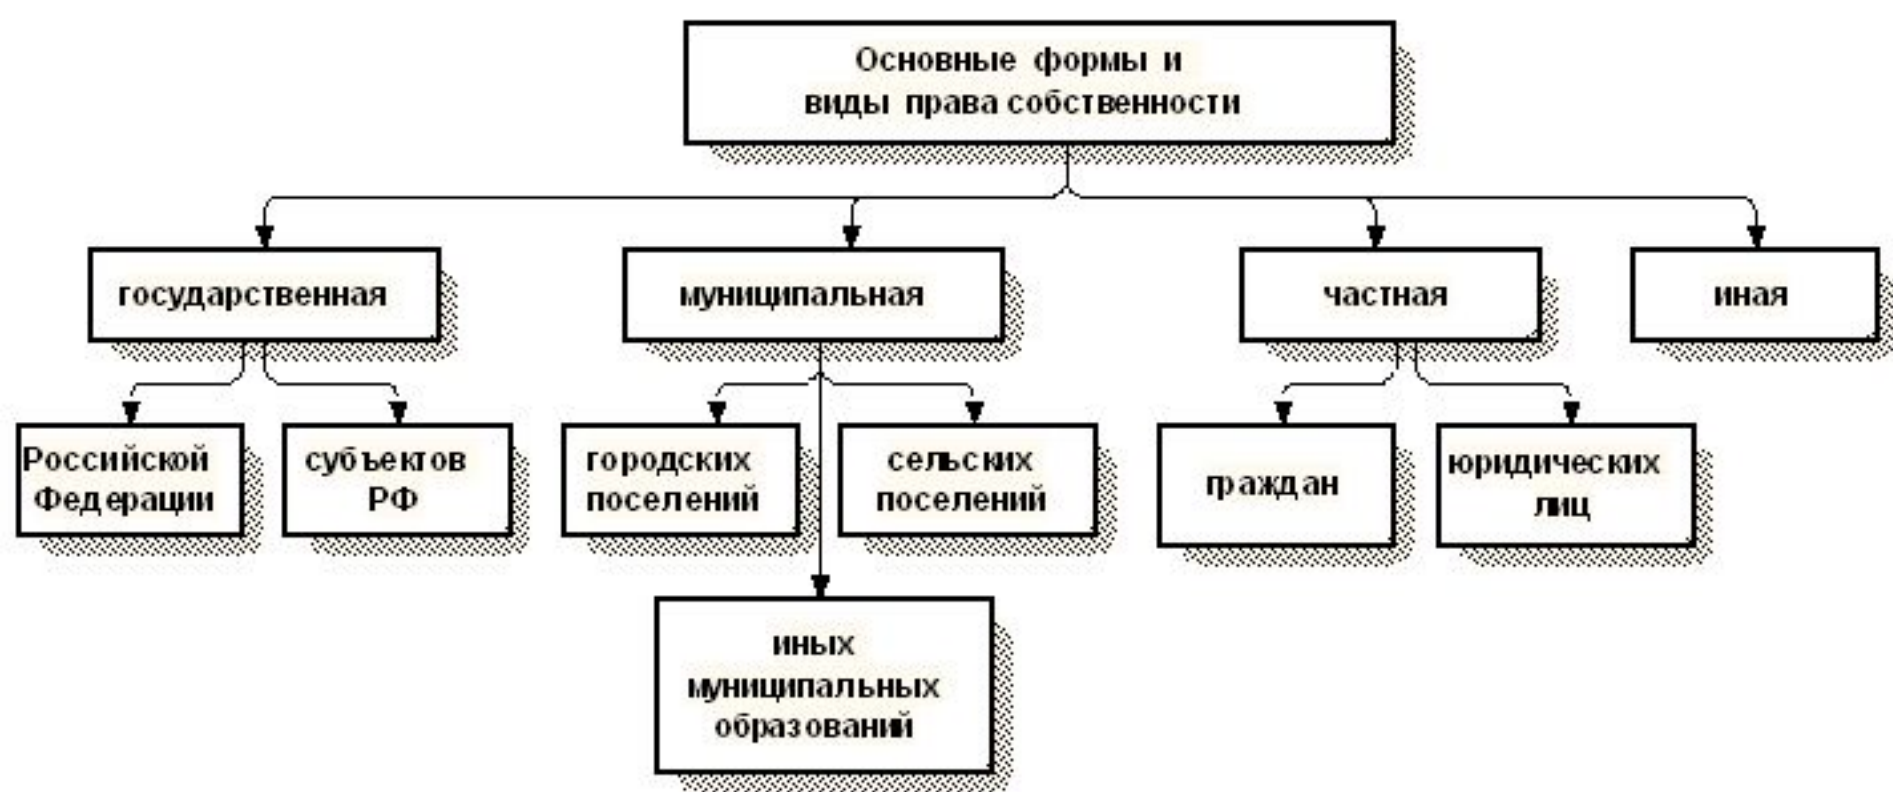 Основные формы и
виды права собственности
государственная
муниципальная
частная
иная
Российской
Федерации
субъектов
РФ
городских
поселений
сельских
поселений
граждан
юридических
лиц
иных
муниципальных
образований